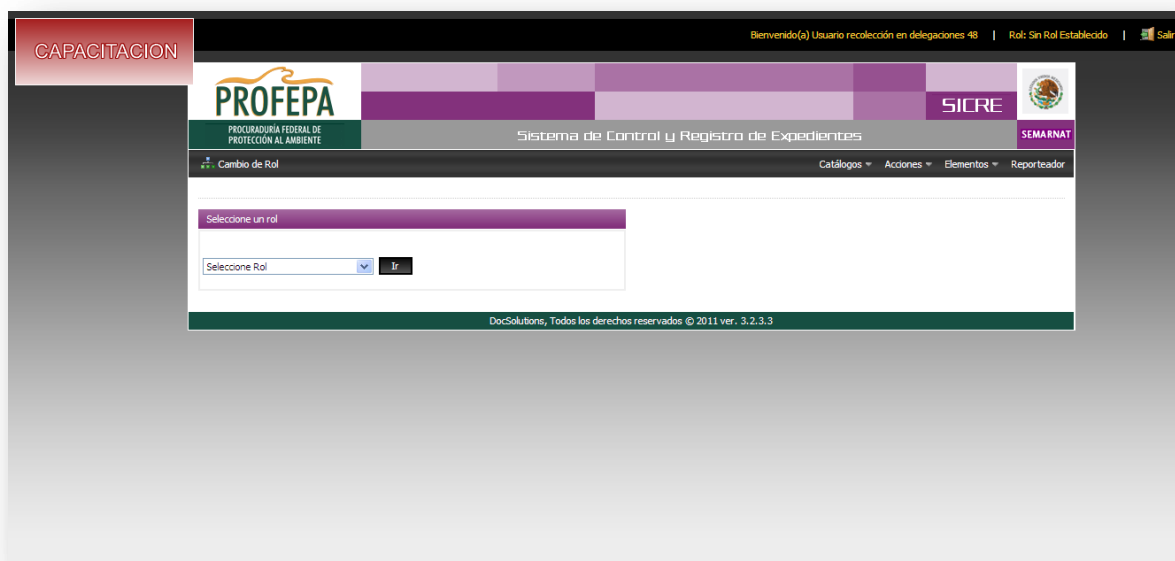 CAPACITACION
Bienvenido(a) Usuario recolección en delegaciones 48 | Rol: Sin Rol Establecido | Salir
PROFEPA
PROCURADURÍA FEDERAL DE
PROTECCIÓN AL AMBIENTE
SICRE
Sistema de Control y Registro de Expedientes
SEMARNAT
Cambio de Rol
Catálogos Acciones Elementos Reporteador
Seleccione un rol
Seleccione Rol Ir
DocSolutions, Todos los derechos reservados © 2011 ver. 3.2.3.3